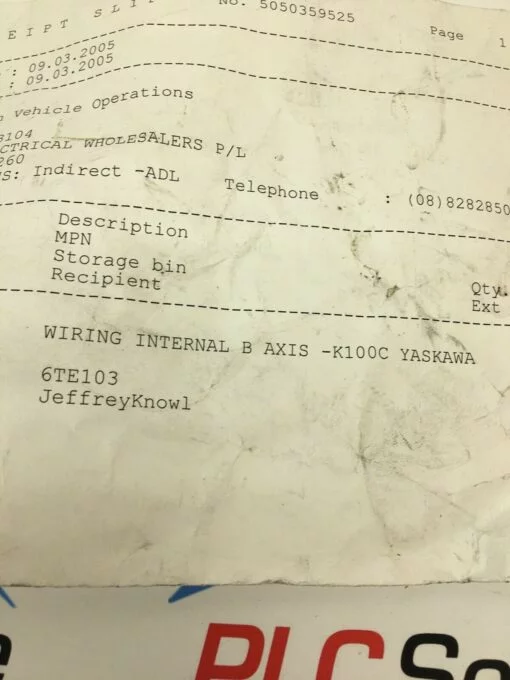 EIPT SLI No. 5050359525
Page 1
: 09.03.2005
: 09.03.2005
Vehicle Operations
3104
CTRICAL WHOLESALERS P/L
260
S: Indirect -ADL Telephone : (08)8282850
Description
MPN
Storage bin
Recipient
Qty.
Ext
WIRING INTERNAL B AXIS -K100C YASKAWA
6TE103
JeffreyKnowl
e PLC So